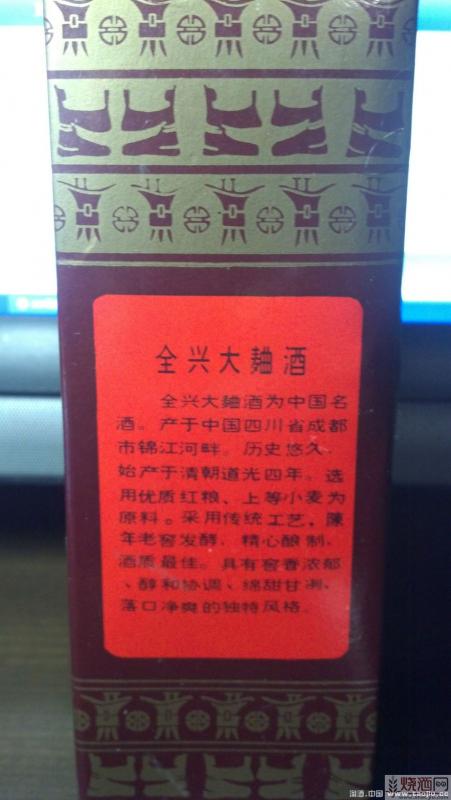 全兴大麯酒
全兴大麯酒为中国名
酒。产于中国四川省成都
市锦江河畔。历史悠久、
始产于清朝道光四年。选
用优质红粮、上等小麦为
原料。采用传统工艺,陳
年老窖发酵、精心酿制,
酒质最佳。具有窖香浓郁
、醇和协调、绵甜甘冽、
落口净爽的独特风格。
烧酒网